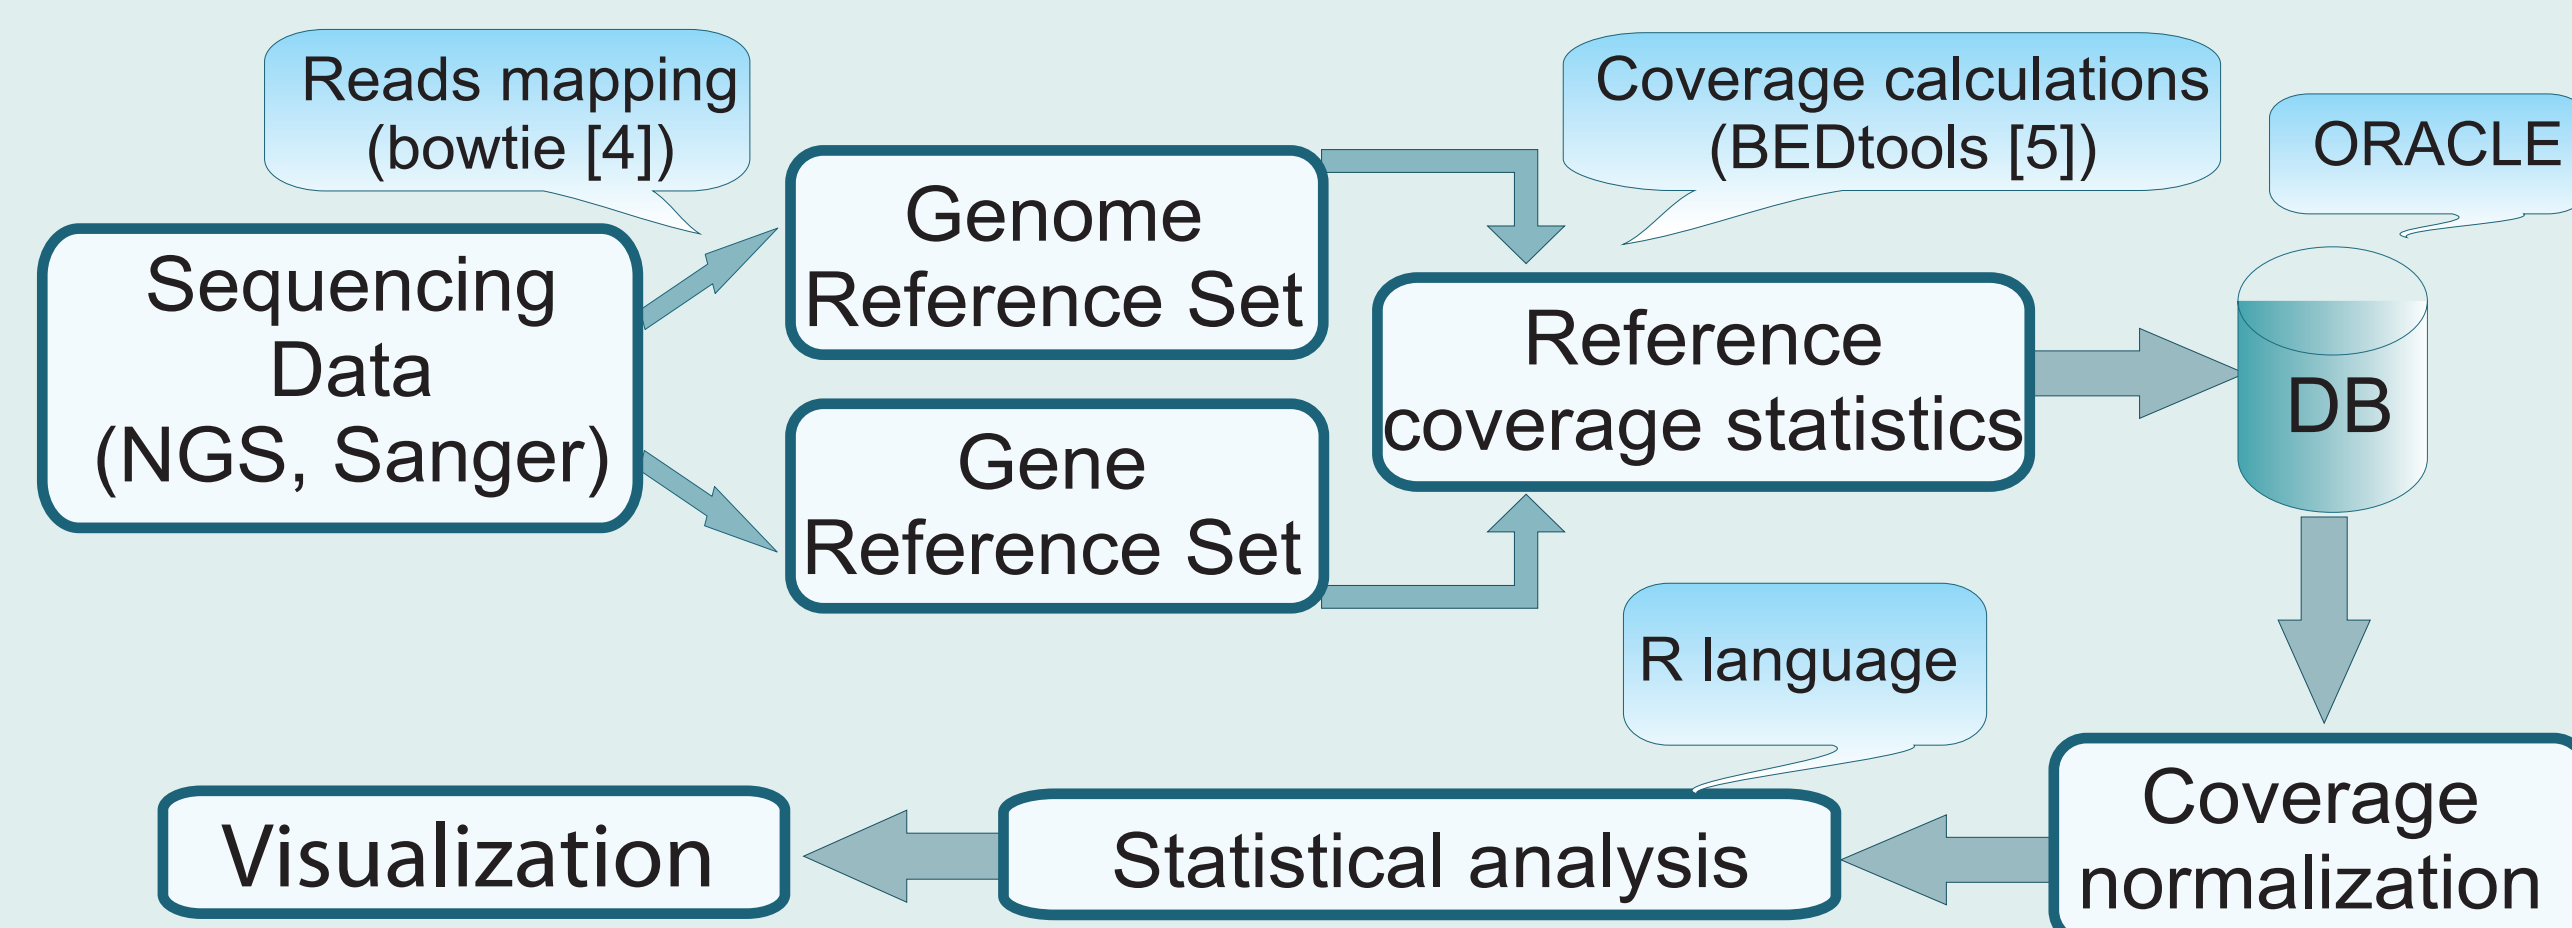 Reads mapping
(bowtie [4])
Coverage calculations
(BEDtools [5])
ORACLE
Sequencing
Data
(NGS, Sanger)
Genome
Reference Set
Gene
Reference Set
Reference
coverage statistics
DB
R language
Coverage
normalization
Statistical analysis
Visualization